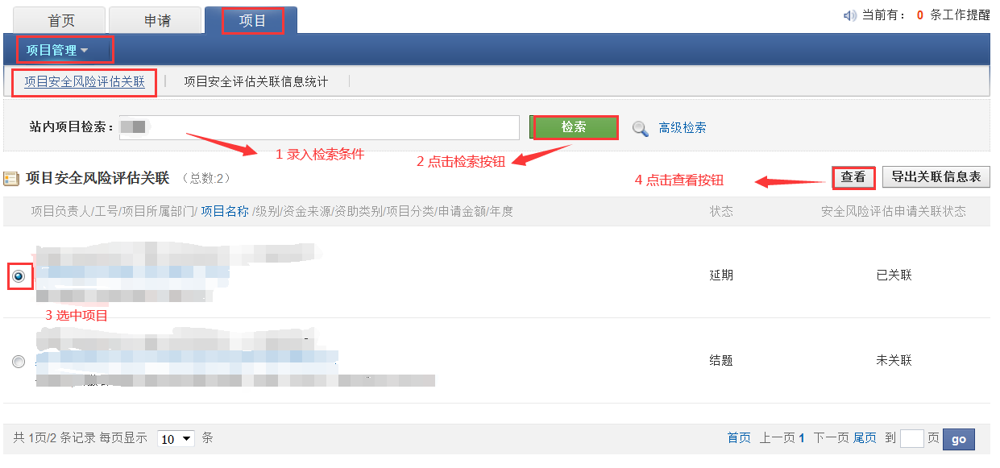 首页 申请 项目 当前有： 0 条工作提醒
项目管理
项目安全风险评估关联 项目安全评估关联信息统计
站内项目检索： 检索 高级检索
1 录入检索条件 2 点击检索按钮
项目安全风险评估关联 （总数:2） 4 点击查看按钮 查看 导出关联信息表
项目负责人/工号/项目所属部门/ 项目名称 /级别/资金来源/资助类别/项目分类/申请金额/年度 状态 安全风险评估申请关联状态
延期 已关联
3 选中项目
结题 未关联
共 1页/2 条记录 每页显示 10 条 首页 上一页 1 下一页 尾页 到 页 go